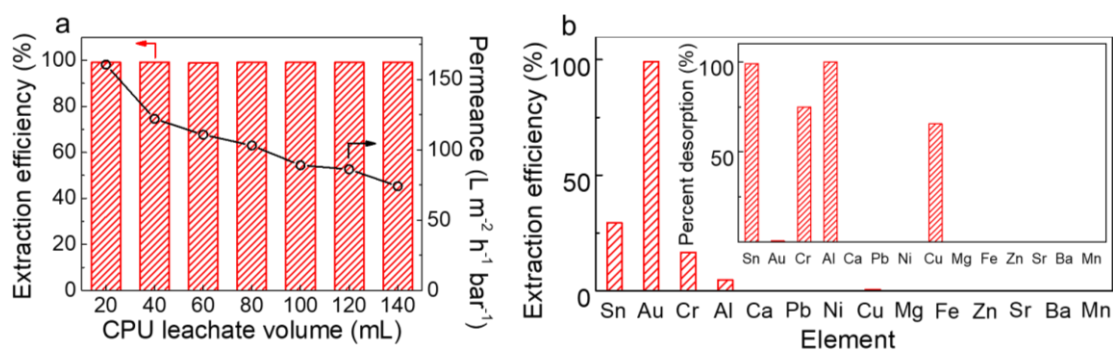 a
Extraction efficiency (%)
100
80
60
40
20
0
20 40 60 80 100 120 140
CPU leachate volume (mL)
150
100
50
0
Permeance (L m⁻² h⁻¹ bar⁻¹)
b
Extraction efficiency (%)
100
50
0
Sn Au Cr Al Ca Pb Ni Cu Mg Fe Zn Sr Ba Mn
Element
Percent desorption (%)
100
50
Sn Au Cr Al Ca Pb Ni Cu Mg Fe Zn Sr Ba Mn